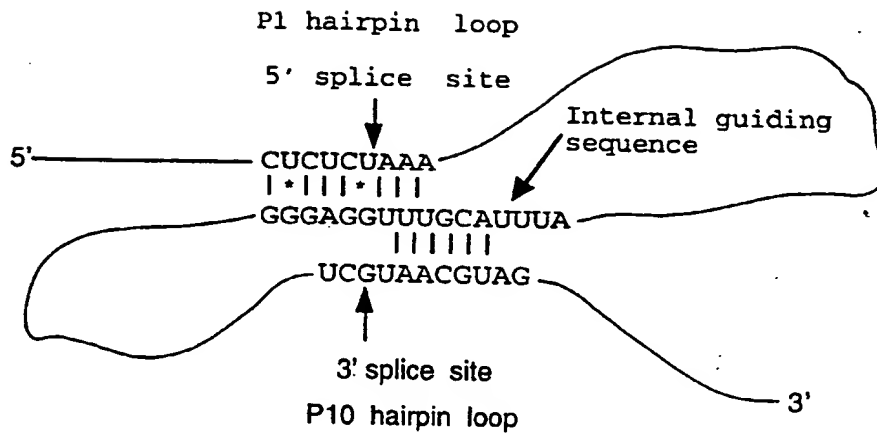 P1 hairpin loop
5' splice site
Internal guiding
sequence
5'
CUCUCUAAA
GGGAGGUUUGCAUUUA
UCGUAACGUAG
3' splice site
P10 hairpin loop
3'